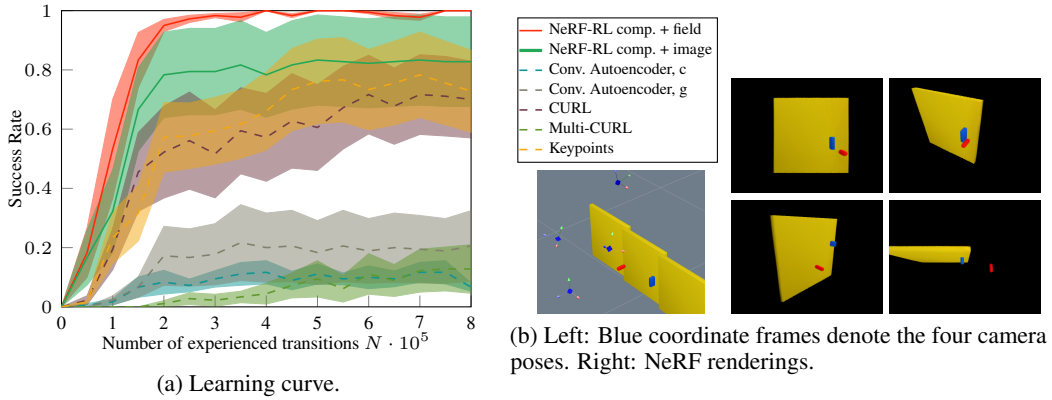 1
0.8
0.6
0.4
0.2
0
0 1 2 3 4 5 6 7 8
Success Rate
Number of experienced transitions N · 10⁵
(a) Learning curve.
NeRF-RL comp. + field
NeRF-RL comp. + image
Conv. Autoencoder, c
Conv. Autoencoder, g
CURL
Multi-CURL
Keypoints
(b) Left: Blue coordinate frames denote the four camera
poses. Right: NeRF renderings.